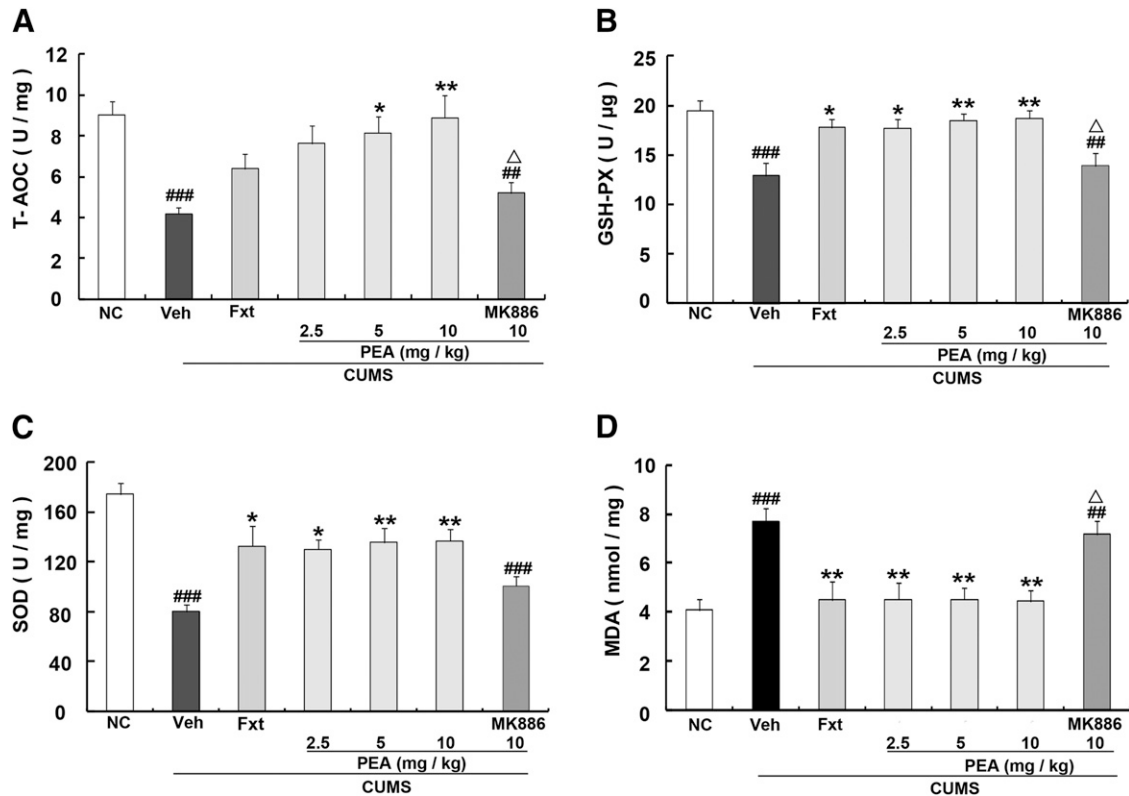 A
T- AOC ( U / mg )
12
10
8
6
4
2
0
###
*
**
△
##
NC Veh Fxt MK886
2.5 5 10 10
PEA (mg / kg)
CUMS
B
GSH-PX ( U / µg )
25
20
15
10
5
0
###
* * ** **
△
##
NC Veh Fxt MK886
2.5 5 10 10
PEA (mg / kg)
CUMS
C
SOD ( U / mg )
200
160
120
80
40
0
###
* * ** **
###
NC Veh Fxt MK886
2.5 5 10 10
PEA (mg / kg)
CUMS
D
MDA ( nmol / mg )
10
8
6
4
2
0
###
** ** ** **
△
##
NC Veh Fxt MK886
2.5 5 10 10
PEA (mg / kg)
CUMS